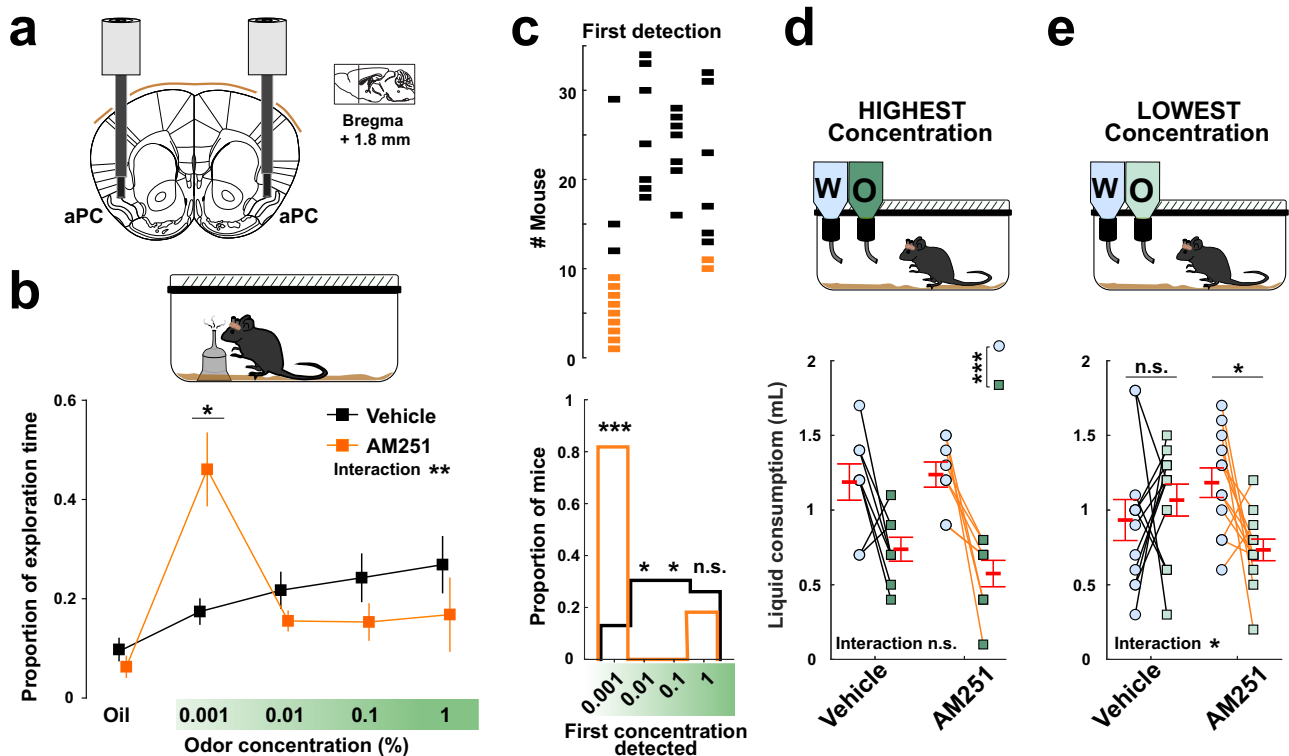 a
Bregma
+ 1.8 mm
aPC
aPC
b
Proportion of exploration time
0.6
0.4
0.2
0.0
*
Vehicle
AM251
Interaction **
Oil
0.001
0.01
0.1
1
Odor concentration (%)
c
First detection
# Mouse
30
20
10
0
Proportion of mice
1
0.8
0.6
0.4
0.2
0
***
*
*
n.s.
0.001
0.01
0.1
1
First concentration
detected
d
HIGHEST
Concentration
W
O
Liquid consumptiom (mL)
2
1.5
1
0.5
0
***
Interaction n.s.
Vehicle
AM251
e
LOWEST
Concentration
W
O
2
1.5
1
0.5
0
n.s.
*
Interaction *
Vehicle
AM251